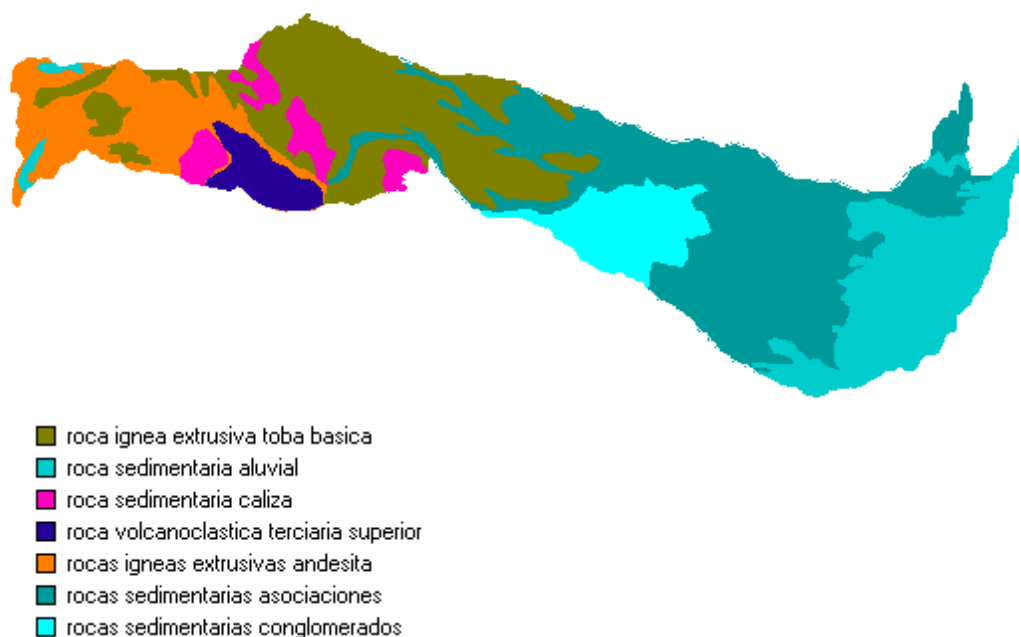 roca ignea extrusiva toba basica
roca sedimentaria aluvial
roca sedimentaria caliza
roca volcanoclastica terciaria superior
rocas igneas extrusivas andesita
rocas sedimentarias asociaciones
rocas sedimentarias conglomerados